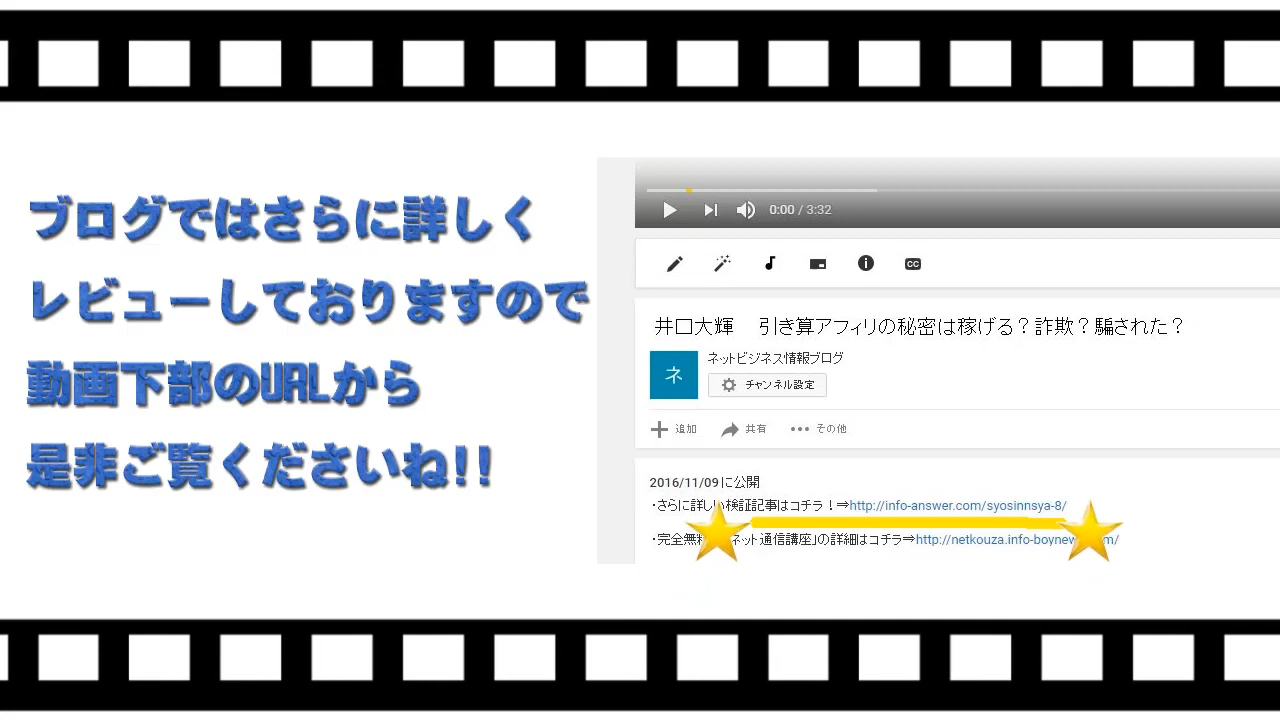 ブログではさらに詳しく
レビューしておりますので
動画下部のURLから
是非ご覧くださいね!!
0:00 / 3:32
CC
井口大輝 引き算アフィリの秘密は稼げる?詐欺?騙された?
ネ
ネットビジネス情報ブログ
チャンネル設定
追加 共有 その他
2016/11/09 に公開
・さらに詳しい検証記事はコチラ!⇒http://info-answer.com/syosinnsya-8/
・完全無 ネット通信講座」の詳細はコチラ⇒http://netkouza.info-boynew m/